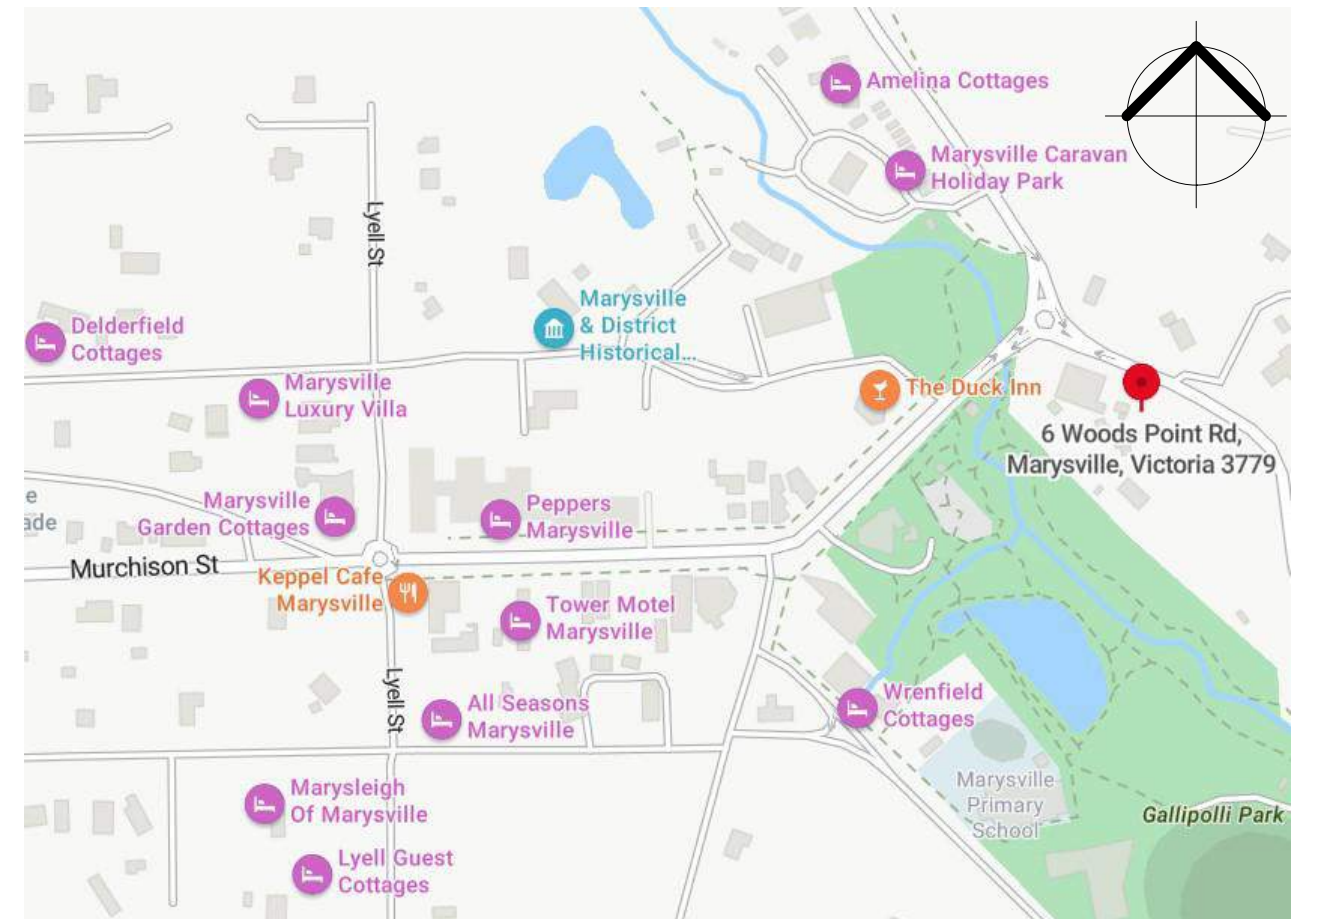 Amelina Cottages
Marysville Caravan
Holiday Park
Lyell St
Marysville
& District
Historical...
Delderfield
Cottages
Marysville
Luxury Villa
The Duck Inn
6 Woods Point Rd,
Marysville, Victoria 3779
e
ade
Marysville
Garden Cottages
Peppers
Marysville
Murchison St
Keppel Cafe
Marysville
Tower Motel
Marysville
Lyell St
All Seasons
Marysville
Wrenfield
Cottages
Marysville
Primary
School
Marysleigh
Of Marysville
Gallipolli Park
Lyell Guest
Cottages